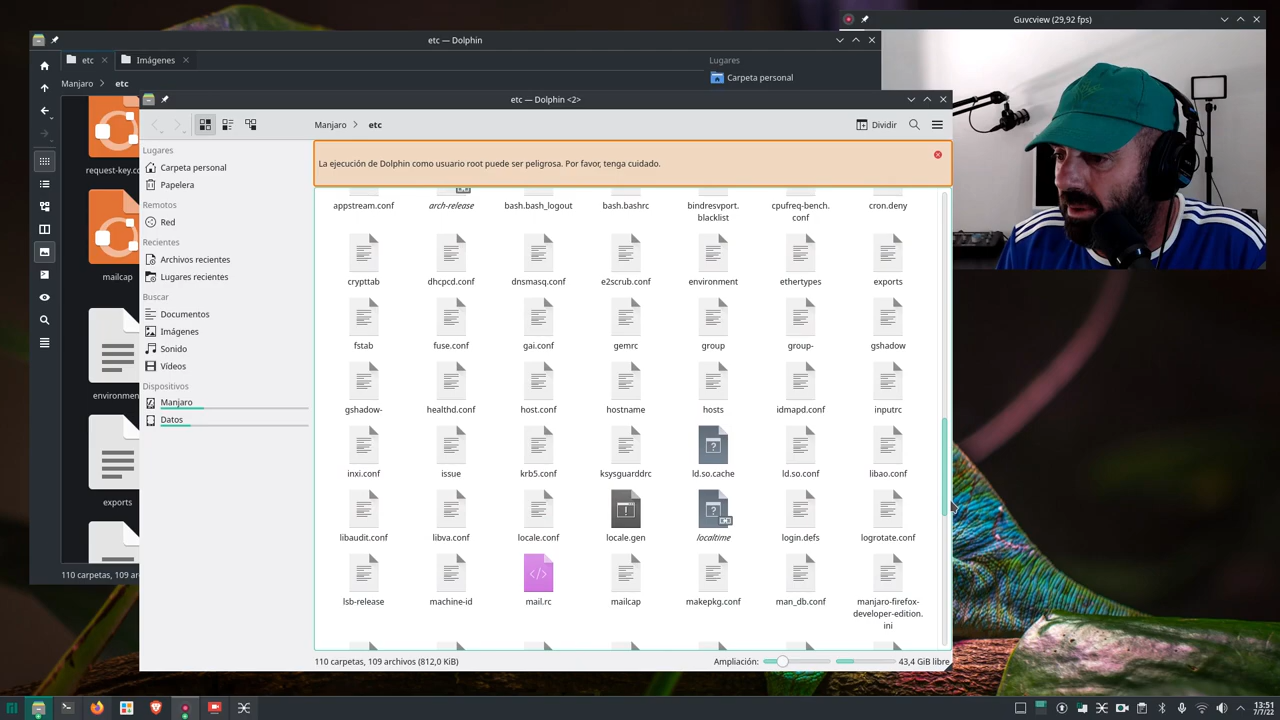 Guvcview (29,92 fps)
etc — Dolphin
etc
Imágenes
Lugares
Carpeta personal
Manjaro
etc
mailcap
exports
110 carpetas, 109 ar
etc — Dolphin <2>
Manjaro
etc
Dividir
La ejecución de Dolphin como usuario root puede ser peligrosa. Por favor, tenga cuidado.
Lugares
Carpeta personal
Papelera
Remotos
Red
Recientes
Archivos recientes
Lugares recientes
Buscar
Documentos
Imágenes
Sonido
Vídeos
Dispositivos
Manjaro
Datos
appstream.conf
arch-release
bash.bash_logout
bash.bashrc
bindresvport.
blacklist
cpufreq-bench.
conf
cron.deny
crypttab
dhcpcd.conf
dnsmasq.conf
e2scrub.conf
environment
ethertypes
exports
fstab
fuse.conf
gai.conf
gemrc
group
group-
gshadow
gshadow-
healthd.conf
host.conf
hostname
hosts
idmapd.conf
inputrc
inxi.conf
issue
krb5.conf
ksysguarddrc
ld.so.cache
ld.so.conf
libao.conf
libaudit.conf
libva.conf
locale.conf
locale.gen
localtime
login.defs
logrotate.conf
lsb-release
machine-id
mail.rc
mailcap
makepkg.conf
man_db.conf
manjaro-firefox-
developer-edition.
ini
110 carpetas, 109 archivos (812,0 KiB)
Ampliación:
43,4 GiB libre
13:51
7/7/22